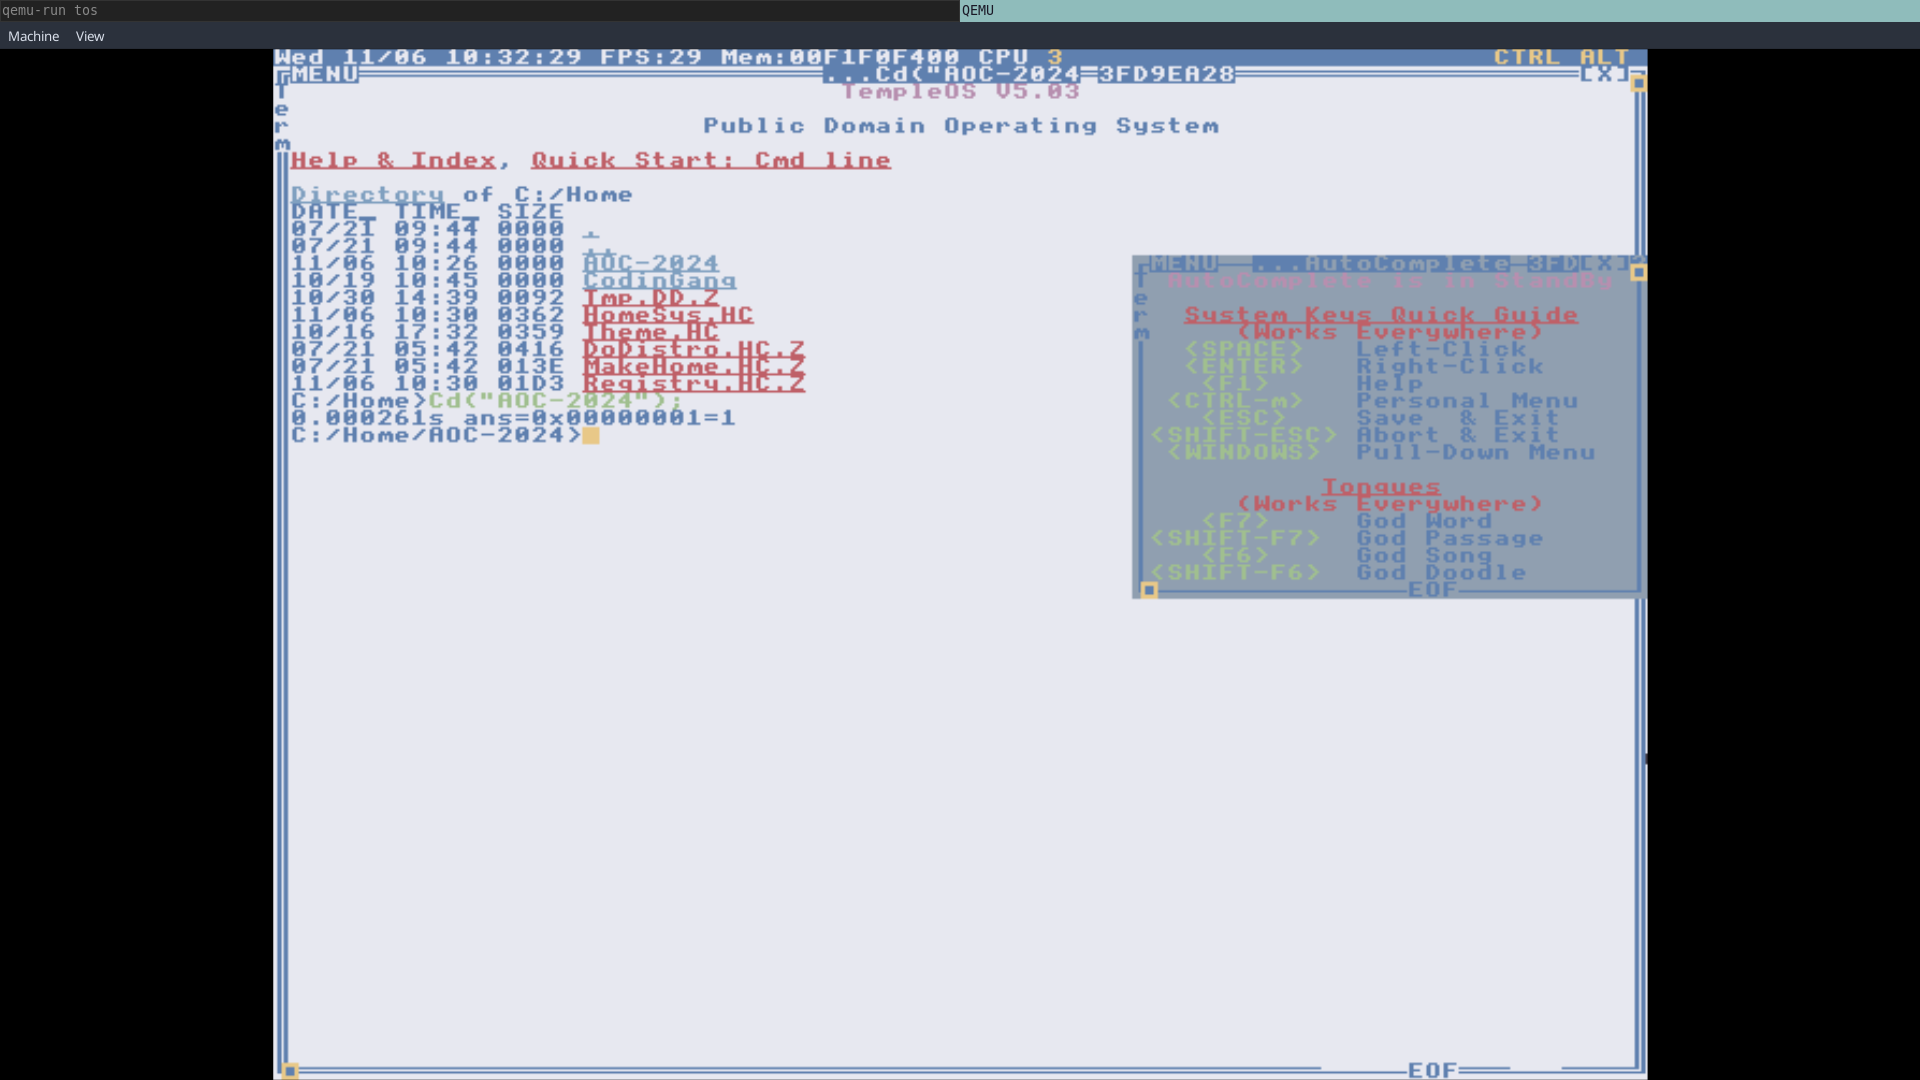 qemu-run tos
QEMU
Machine View
Wed 11/06 10:32:29 FPS:29 Mem:00F1F0F400 CPU 3 CTRL ALT
MENU ...Cd("AOC-2024 3FD9EA28 [X]
Term
TempleOS V5.03
Public Domain Operating System
Help & Index, Quick Start: Cmd line
Directory of C:/Home
DATE_ TIME_ SIZE
07/21 09:44 0000 .
07/21 09:44 0000 ..
11/06 10:26 0000 AOC-2024
10/19 10:45 0000 CodinGang
10/30 14:39 0092 Tmp.DD.Z
11/06 10:30 0362 HomeSys.HC
10/16 17:32 0359 Theme.HC
07/21 05:42 0416 DoDistro.HC.Z
07/21 05:42 013E MakeHome.HC.Z
11/06 10:30 01D3 Registry.HC.Z
C:/Home>Cd("AOC-2024");
0.000261s ans=0x00000001=1
C:/Home/AOC-2024>
MENU ...AutoComplete 3FD[X]
Term
AutoComplete is in Standby
System Keys Quick Guide
(Works Everywhere)
<SPACE> Left-Click
<ENTER> Right-Click
<F1> Help
<CTRL-m> Personal Menu
<ESC> Save & Exit
<SHIFT-ESC> Abort & Exit
<WINDOWS> Pull-Down Menu
Tongues
(Works Everywhere)
<F7> God Word
<SHIFT-F7> God Passage
<F6> God Song
<SHIFT-F6> God Doodle
EOF
EOF